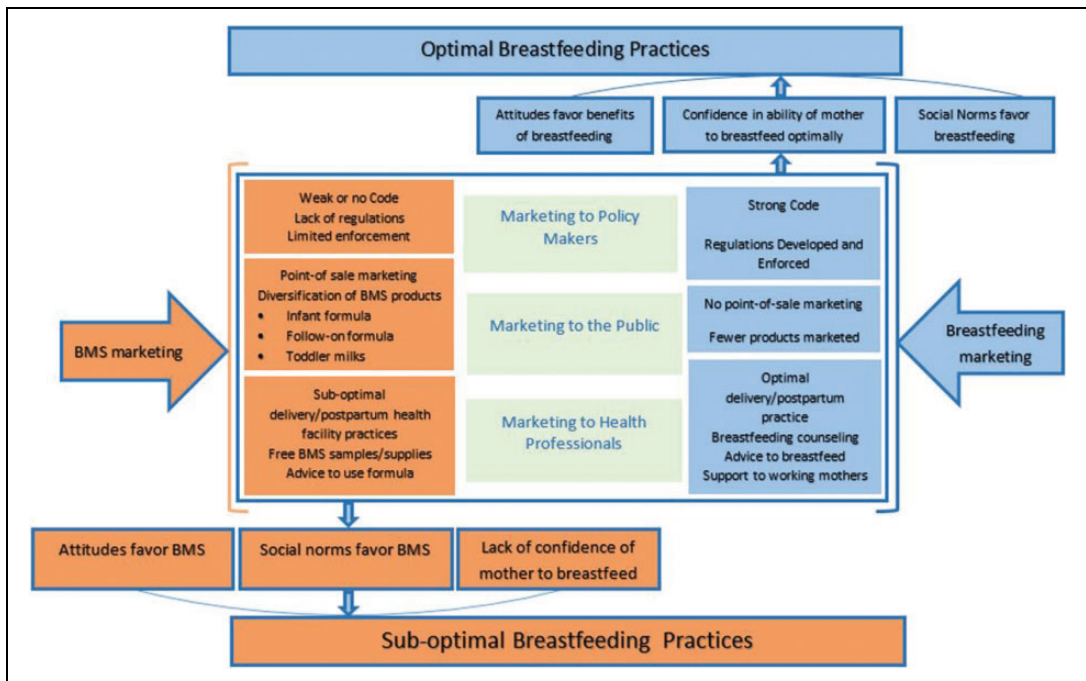 Optimal Breastfeeding Practices
Attitudes favor benefits
of breastfeeding
Confidence in ability of mother
to breastfeed optimally
Social Norms favor
breastfeeding
BMS marketing
Weak or no Code
Lack of regulations
Limited enforcement
Point-of sale marketing
Diversification of BMS products
• Infant formula
• Follow-on formula
• Toddler milks
Sub-optimal
delivery/postpartum health
facility practices
Free BMS samples/supplies
Advice to use formula
Marketing to Policy
Makers
Marketing to the Public
Marketing to Health
Professionals
Strong Code
Regulations Developed and
Enforced
No point-of-sale marketing
Fewer products marketed
Optimal
delivery/postpartum
practice
Breastfeeding counseling
Advice to breastfeed
Support to working mothers
Breastfeeding
marketing
Attitudes favor BMS
Social norms favor BMS
Lack of confidence of
mother to breastfeed
Sub-optimal Breastfeeding Practices